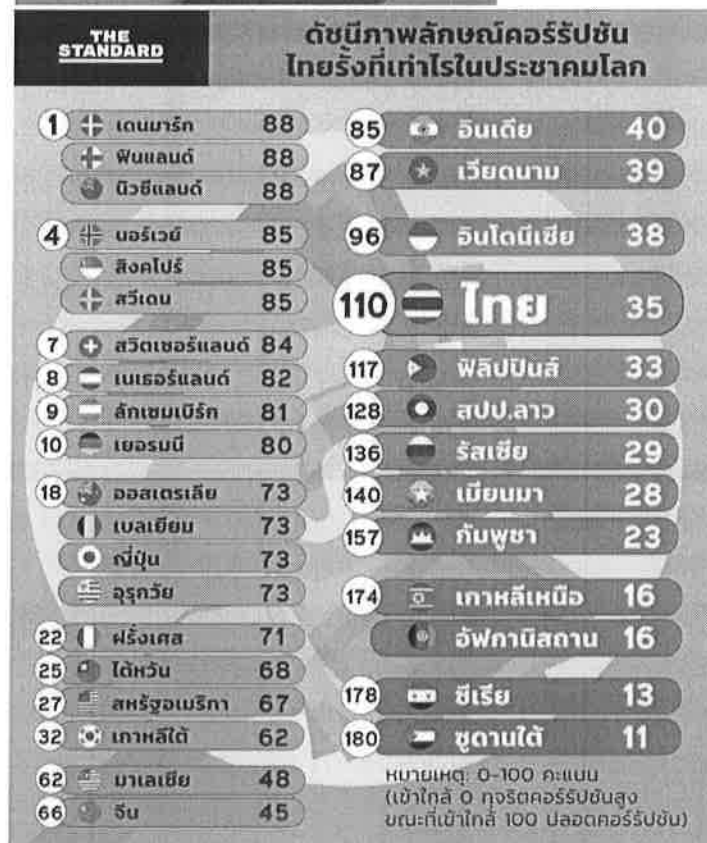 THE
STANDARD
ดัชนีภาพลักษณ์คอร์รัปชัน
ไทยรั้งที่เท่าไรในประชาคมโลก
1 เดนมาร์ก 88
ฟินแลนด์ 88
นิวซีแลนด์ 88
4 นอร์เวย์ 85
สิงคโปร์ 85
สวีเดน 85
7 สวิตเซอร์แลนด์ 84
8 เนเธอร์แลนด์ 82
9 ลักเซมเบิร์ก 81
10 เยอรมนี 80
18 ออสเตรเลีย 73
เบลเยียม 73
ญี่ปุ่น 73
อุรุกวัย 73
22 ฝรั่งเศส 71
25 ไต้หวัน 68
27 สหรัฐอเมริกา 67
32 เกาหลีใต้ 62
62 มาเลเซีย 48
66 จีน 45
85 อินเดีย 40
87 เวียดนาม 39
96 อินโดนีเซีย 38
110 ไทย 35
117 ฟิลิปปินส์ 33
128 สปป.ลาว 30
136 รัสเซีย 29
140 เมียนมา 28
157 กัมพูชา 23
174 เกาหลีเหนือ 16
อัฟกานิสถาน 16
178 ซีเรีย 13
180 ซูดานใต้ 11
หมายเหตุ: 0-100 คะแนน
(เข้าใกล้ 0 ทุจริตคอร์รัปชันสูง
ขณะที่เข้าใกล้ 100 ปลอดคอร์รัปชัน)